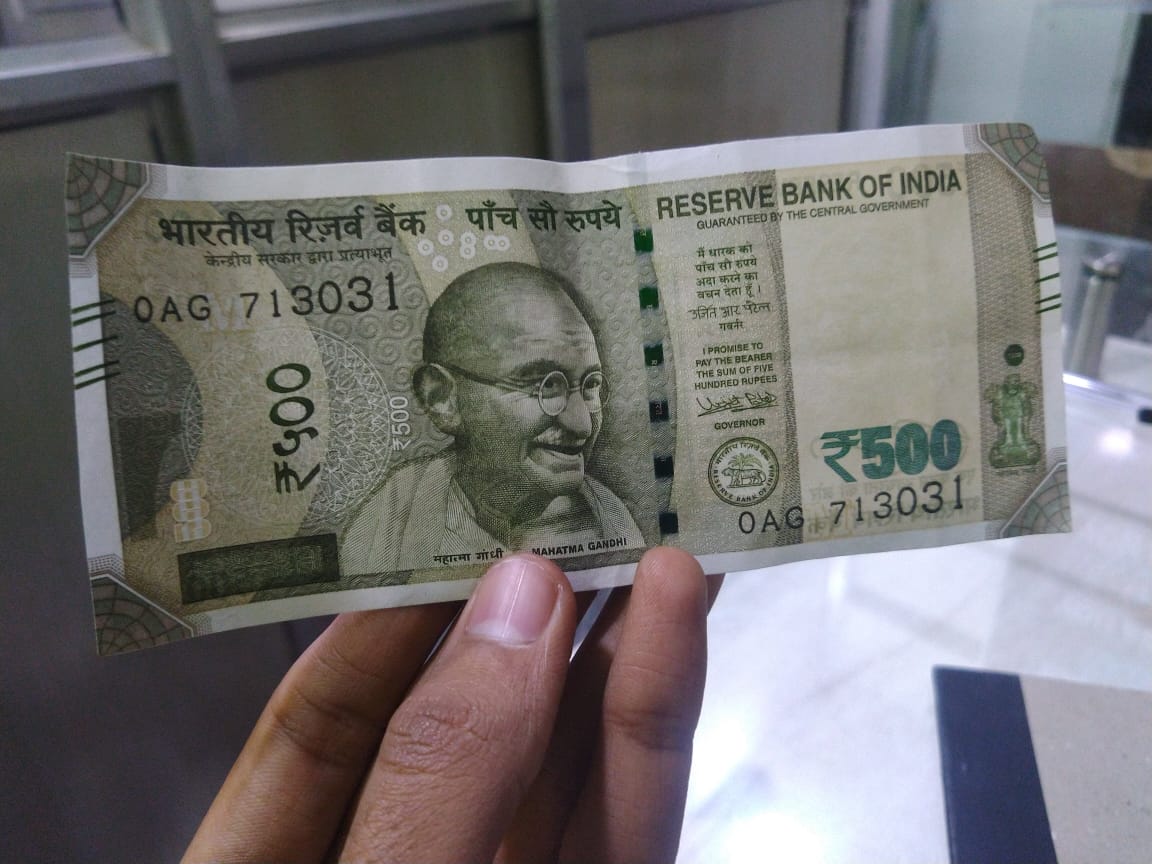 भारतीय रिज़र्व बैंक
केन्द्रीय सरकार द्वारा प्रत्याभूत
पाँच सौ रुपये
0AG 713031
₹५००
₹500
महात्मा गांधी
MAHATMA GANDHI
RESERVE BANK OF INDIA
GUARANTEED BY THE CENTRAL GOVERNMENT
मैं धारक को
पाँच सौ रुपये
अदा करने का
वचन देता हूँ ।
उर्जित आर पटेल
गवर्नर
I PROMISE TO
PAY THE BEARER
THE SUM OF FIVE
HUNDRED RUPEES
GOVERNOR
भारतीय रिज़र्व बैंक
RESERVE BANK OF INDIA
₹500
0AG 713031